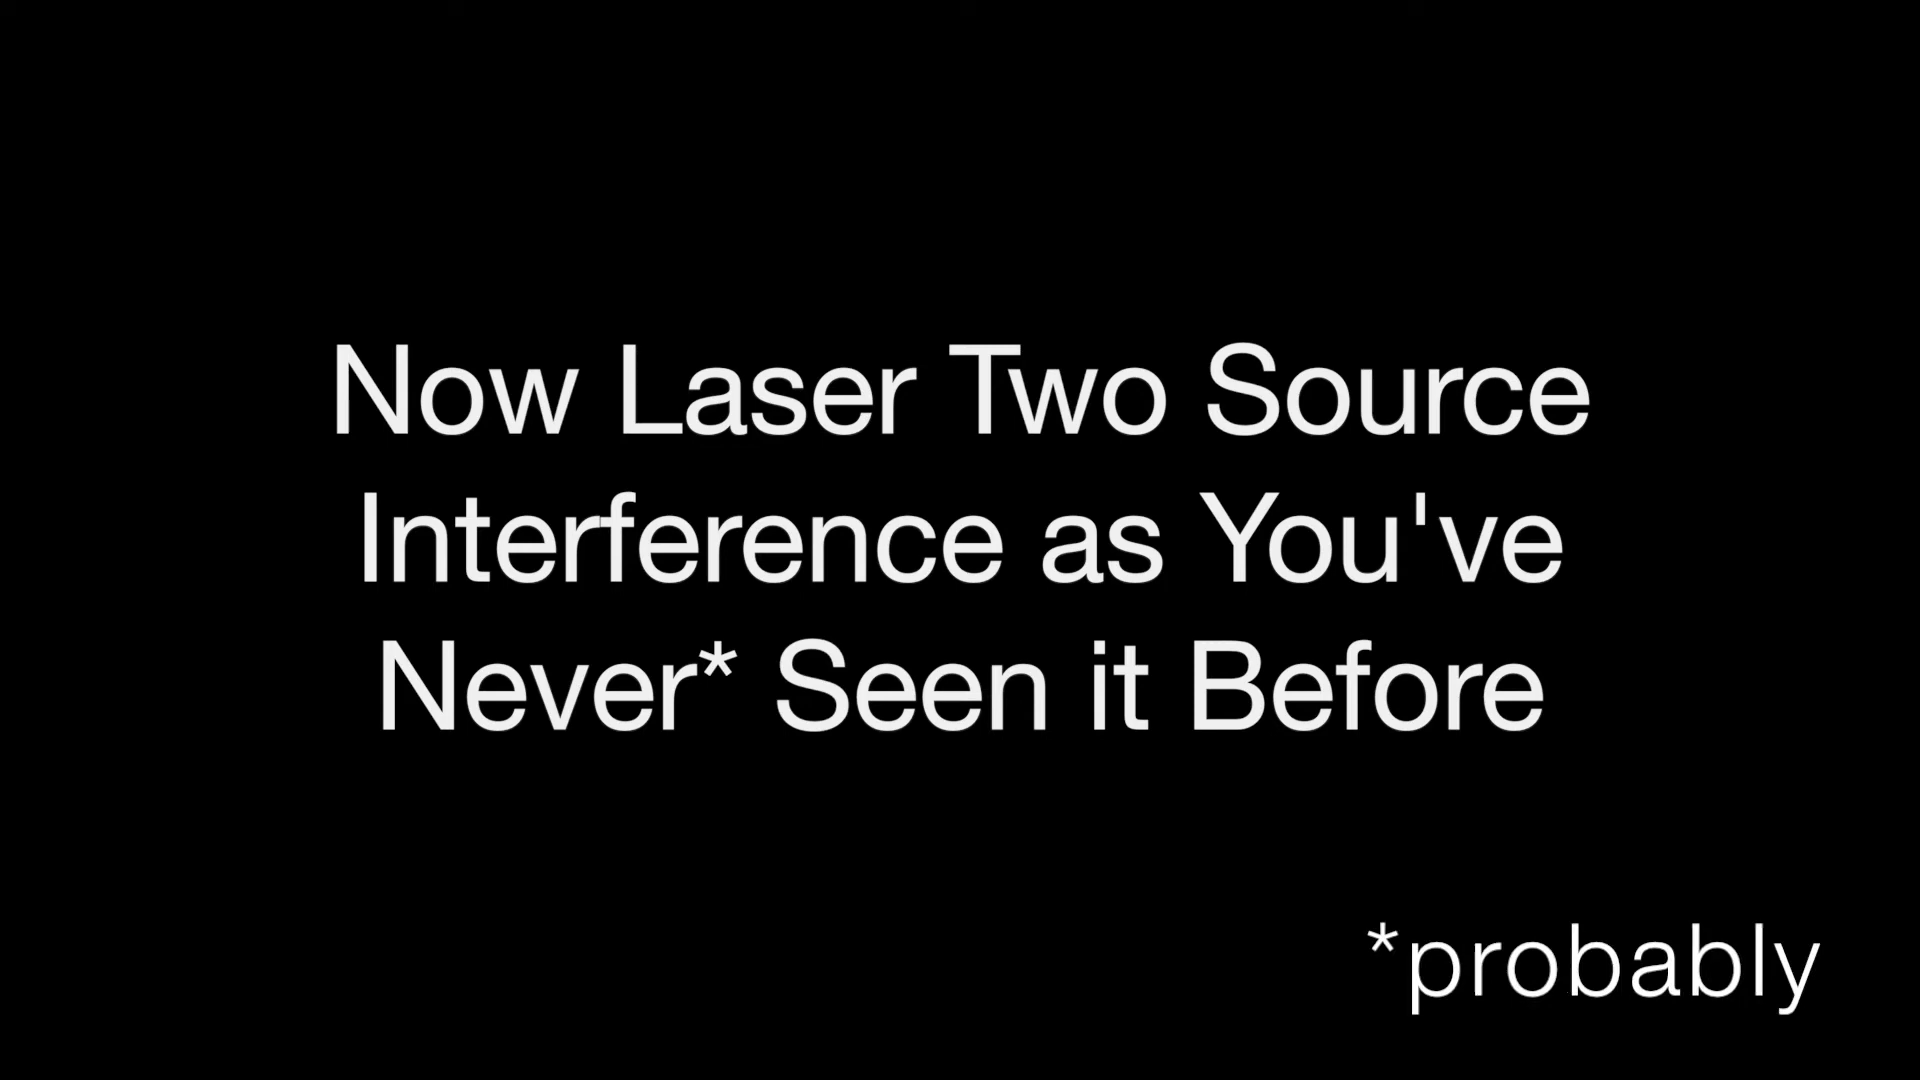 Now Laser Two Source
Interference as You've
Never* Seen it Before
*probably